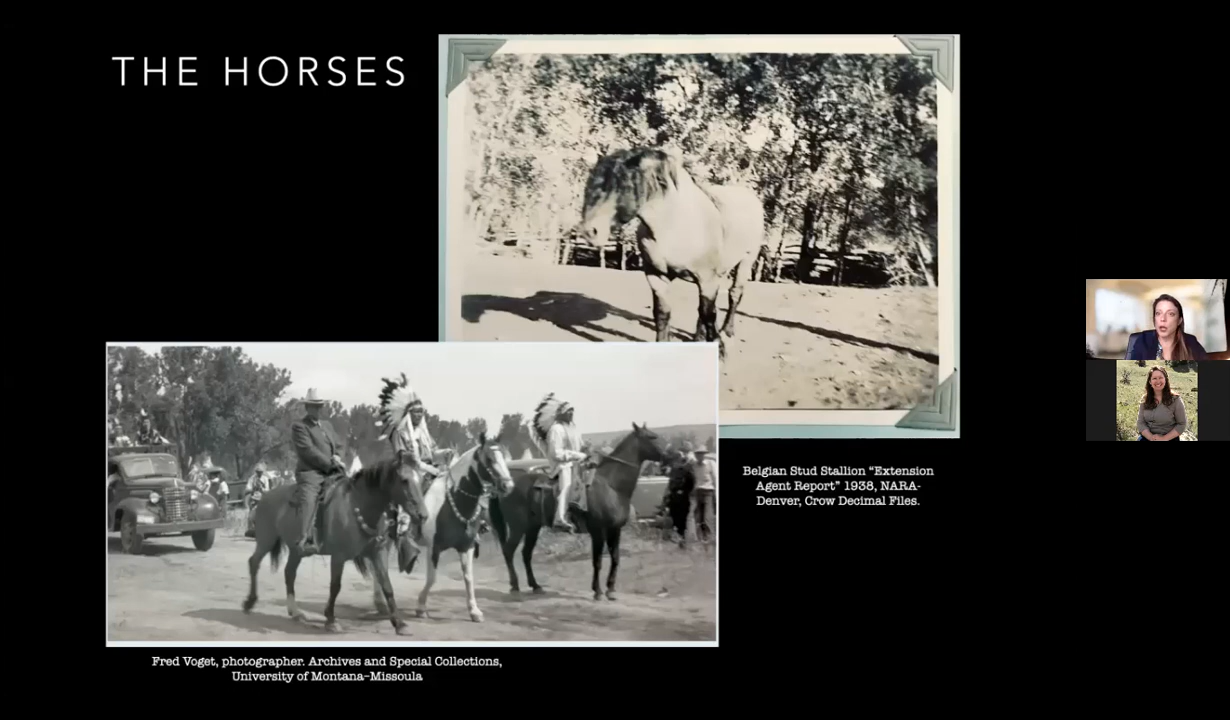 THE HORSES
Belgian Stud Stallion “Extension
Agent Report” 1938, NARA-
Denver, Crow Decimal Files.
Fred Voget, photographer. Archives and Special Collections,
University of Montana–Missoula